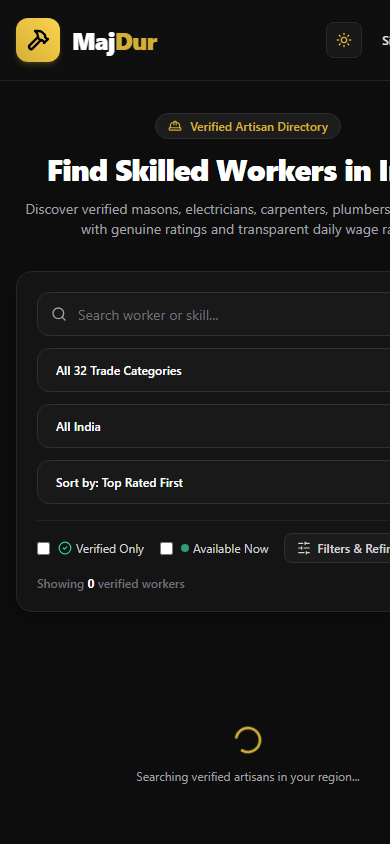 MajDur
Verified Artisan Directory
Find Skilled Workers in
Discover verified masons, electricians, carpenters, plumbers
with genuine ratings and transparent daily wage
Search worker or skill...
All 32 Trade Categories
All India
Sort by: Top Rated First
Verified Only
Available Now
Filters &
Showing 0 verified workers
Searching verified artisans in your region...